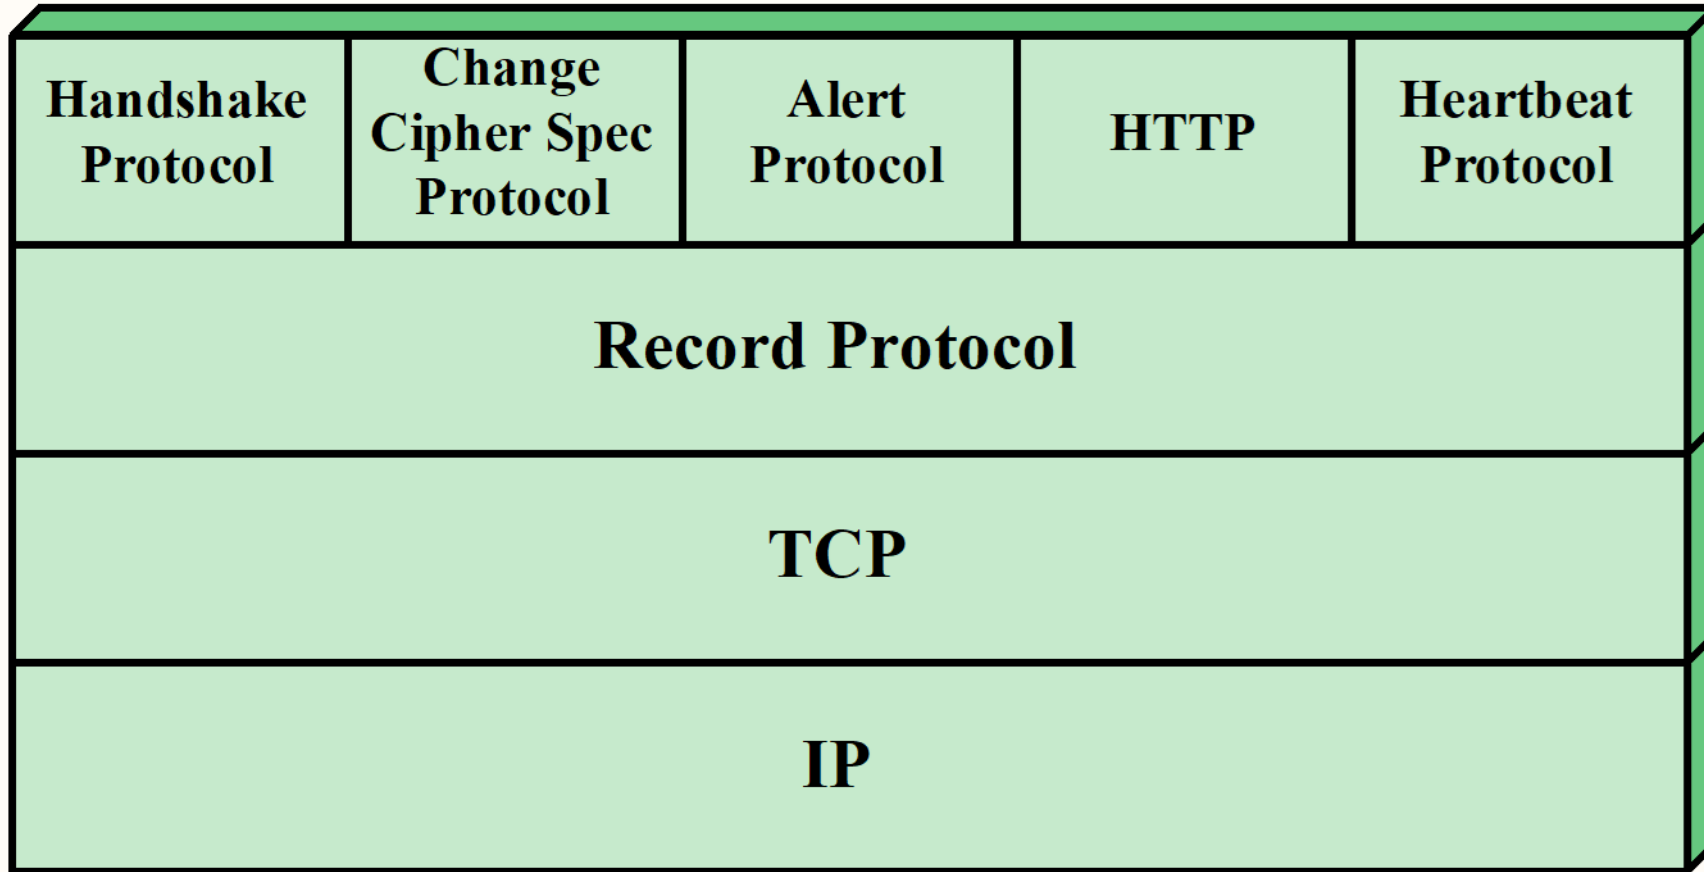 Handshake
Protocol
Change
Cipher Spec
Protocol
Alert
Protocol
HTTP
Heartbeat
Protocol
Record Protocol
TCP
IP